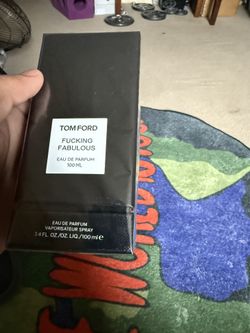 TOM FORD
FUCKING
FABULOUS
EAU DE PARFUM
100 ML
EAU DE PARFUM
VAPORISATEUR SPRAY
3.4 FL. OZ./OZ. LIQ./100 ml ℮